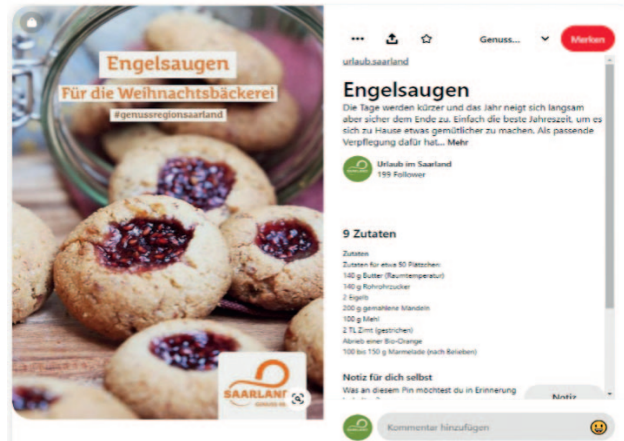 Engelsaugen
Für die Weihnachtsbäckerei
#genussregionsaarland
SAARLAND
Genuss...
Merken
urlaub.saarland
Engelsaugen
Die Tage werden kürzer und das Jahr neigt sich langsam
aber sicher dem Ende zu. Einfach die beste Jahreszeit, um es
sich zu Hause etwas gemütlicher zu machen. Als passende
Verpflegung dafür hat... Mehr
Urlaub im Saarland
199 Follower
9 Zutaten
Zutaten
Zutaten für etwa 90 Plätzchen:
140 g Butter (Raumtemperatur)
140 g Rohrohrzucker
2 Eigelb
200 g gemahlene Mandeln
100 g Mehl
2 TL Zimt (gestrichen)
Abrieb einer Bio-Orange
100 bis 150 g Marmelade (nach Belieben)
Notiz für dich selbst
Was an diesem Pin möchtest du in Erinnerung
Notiz
Kommentar hinzufügen